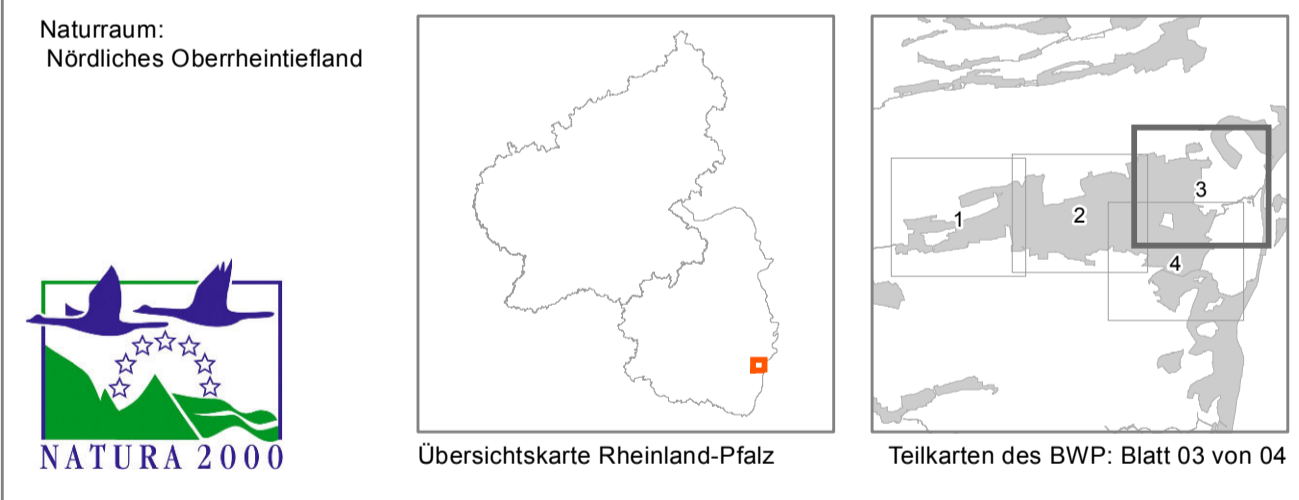 Naturraum:
Nördliches Oberrheintiefland
NATURA 2000
Übersichtskarte Rheinland-Pfalz
1
2
3
4
Teilkarten des BWP: Blatt 03 von 04